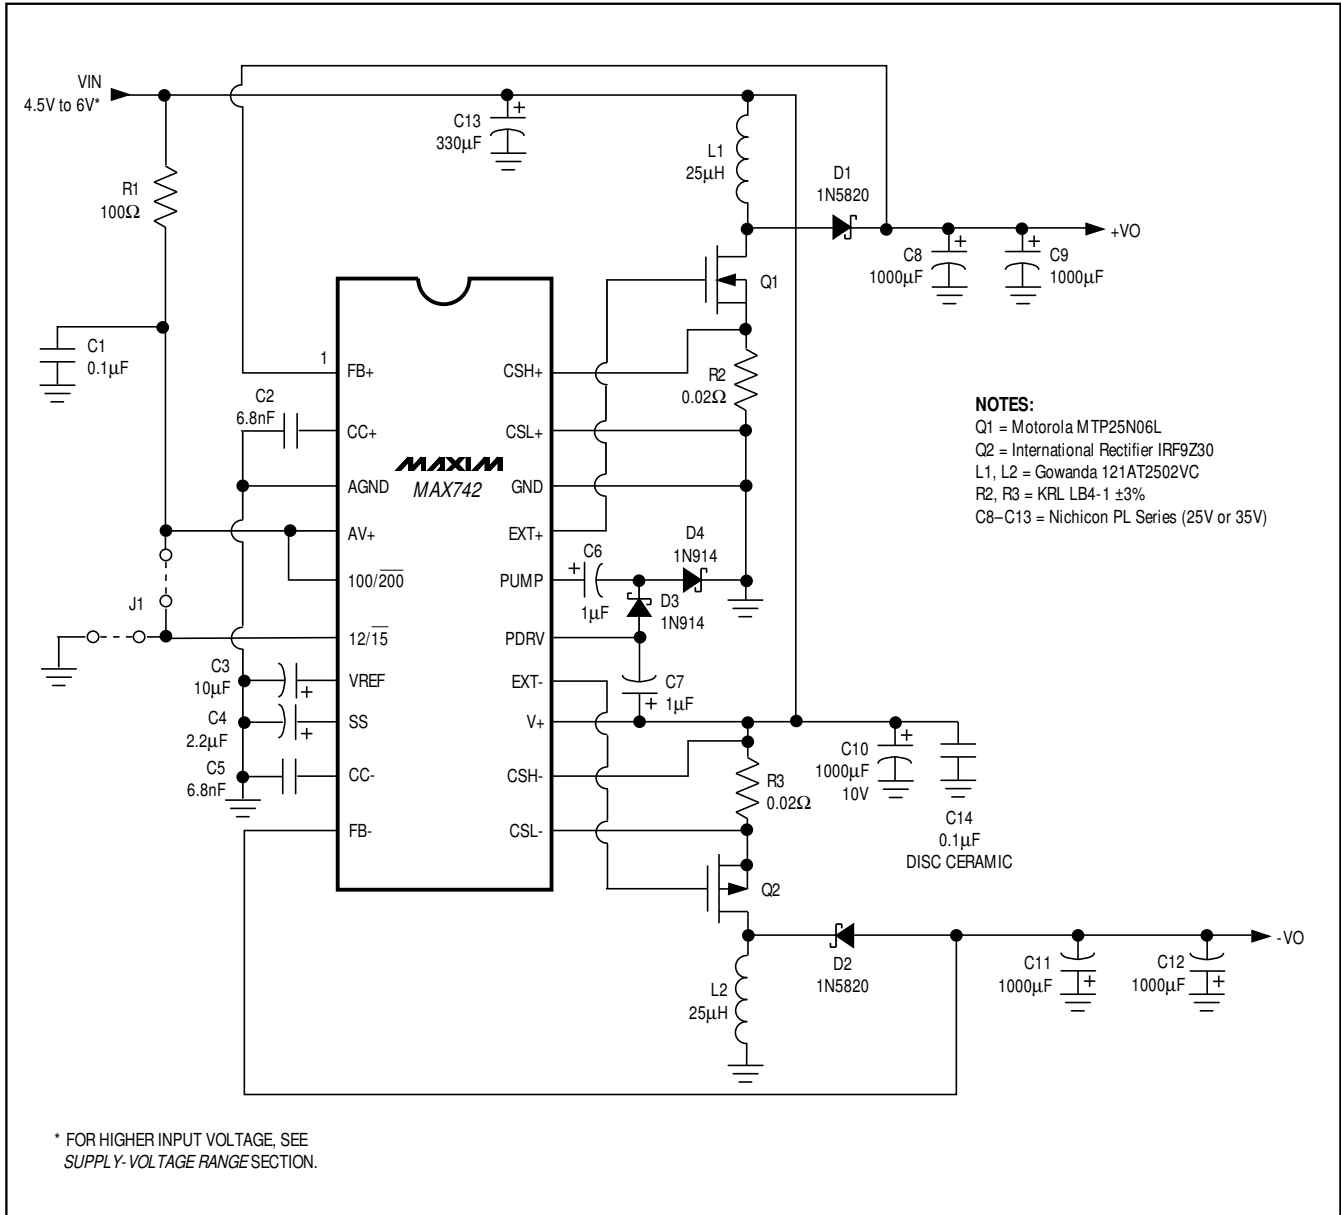 VIN
4.5V to 6V*
C13
330µF
+
L1
25µH
D1
1N5820
+VO
R1
100Ω
C8
1000µF
+
C9
1000µF
+
Q1
C1
0.1µF
1
FB+
CSH+
R2
0.02Ω
C2
6.8nF
CC+
CSL+
MAXIM
MAX742
AGND
GND
AV+
EXT+
100/200
PUMP
C6
+
1µF
D4
1N914
D3
1N914
J1
12/15
PDRV
C3
10µF
+
VREF
EXT-
C7
1µF
+
C4
2.2µF
+
SS
V+
C5
6.8nF
CC-
CSH-
R3
0.02Ω
C10
1000µF
10V
+
C14
0.1µF
DISC CERAMIC
FB-
CSL-
Q2
D2
1N5820
-VO
C11
1000µF
+
C12
1000µF
+
L2
25µH
NOTES:
Q1 = Motorola MTP25N06L
Q2 = International Rectifier IRF9Z30
L1, L2 = Gowanda 121AT2502VC
R2, R3 = KRL LB4-1 ±3%
C8–C13 = Nichicon PL Series (25V or 35V)
* FOR HIGHER INPUT VOLTAGE, SEE
SUPPLY-VOLTAGE RANGE SECTION.